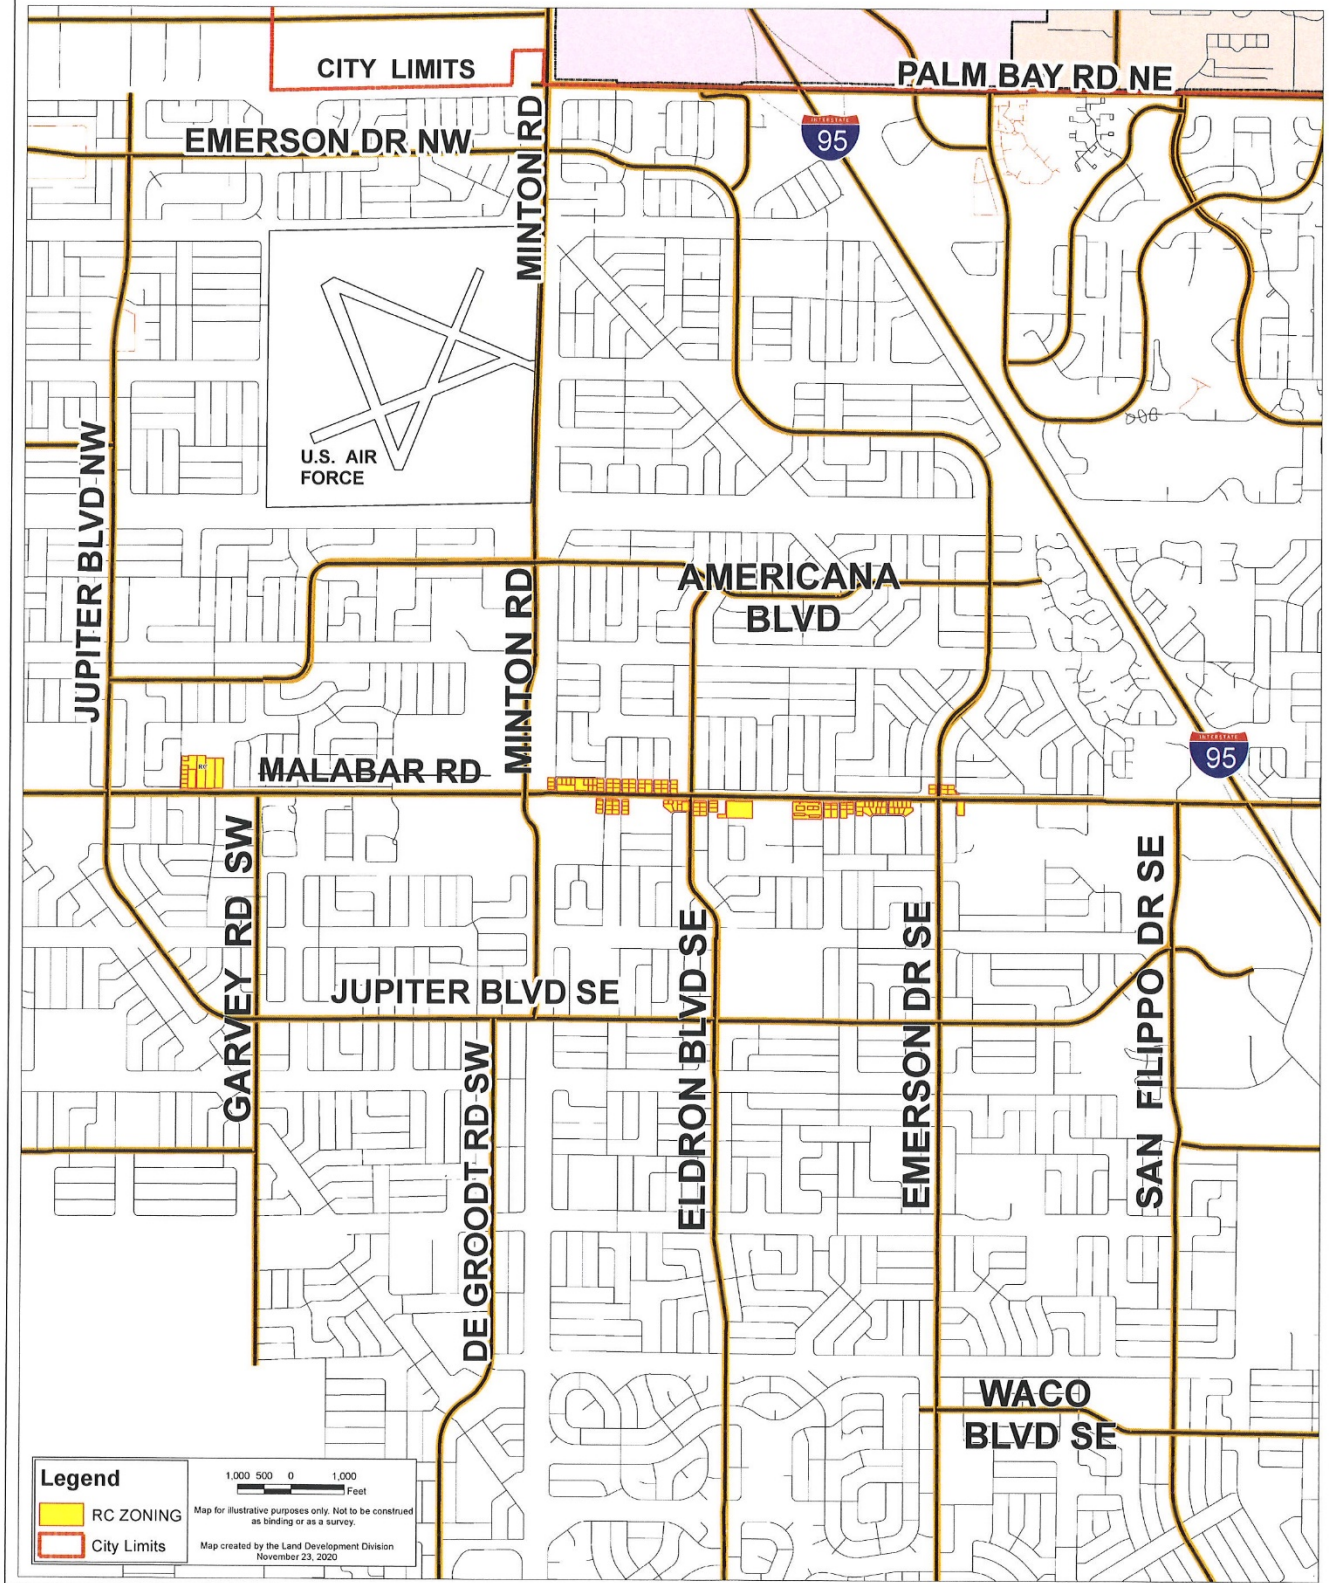 CITY LIMITS
PALM BAY RD NE
EMERSON DR NW
MINTON RD
INTERSTATE
95
U.S. AIR
FORCE
JUPITER BLVD NW
AMERICANA
BLVD
MINTON RD
RC
MALABAR RD
INTERSTATE
95
GARVEY RD SW
JUPITER BLVD SE
ELDRON BLVD SE
EMERSON DR SE
SAN FILIPPO DR SE
DE GROODT RD SW
WACO
BLVD SE
Legend
RC ZONING
City Limits
1,000 500 0 1,000
Feet
Map for illustrative purposes only. Not to be construed
as binding or as a survey.
Map created by the Land Development Division
November 23, 2020